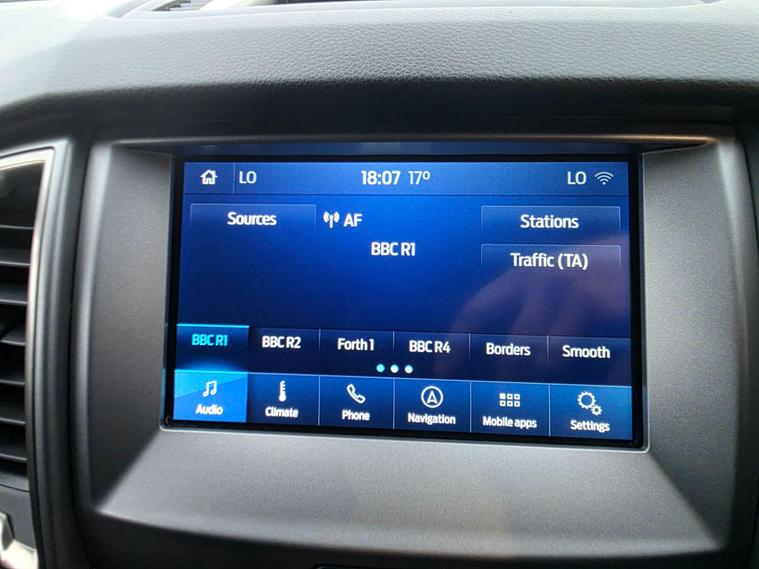 LO 18:07 17° LO
Sources AF Stations
BBC R1 Traffic (TA)
BBC R1 BBC R2 Forth 1 BBC R4 Borders Smooth
Audio Climate Phone Navigation Mobile apps Settings